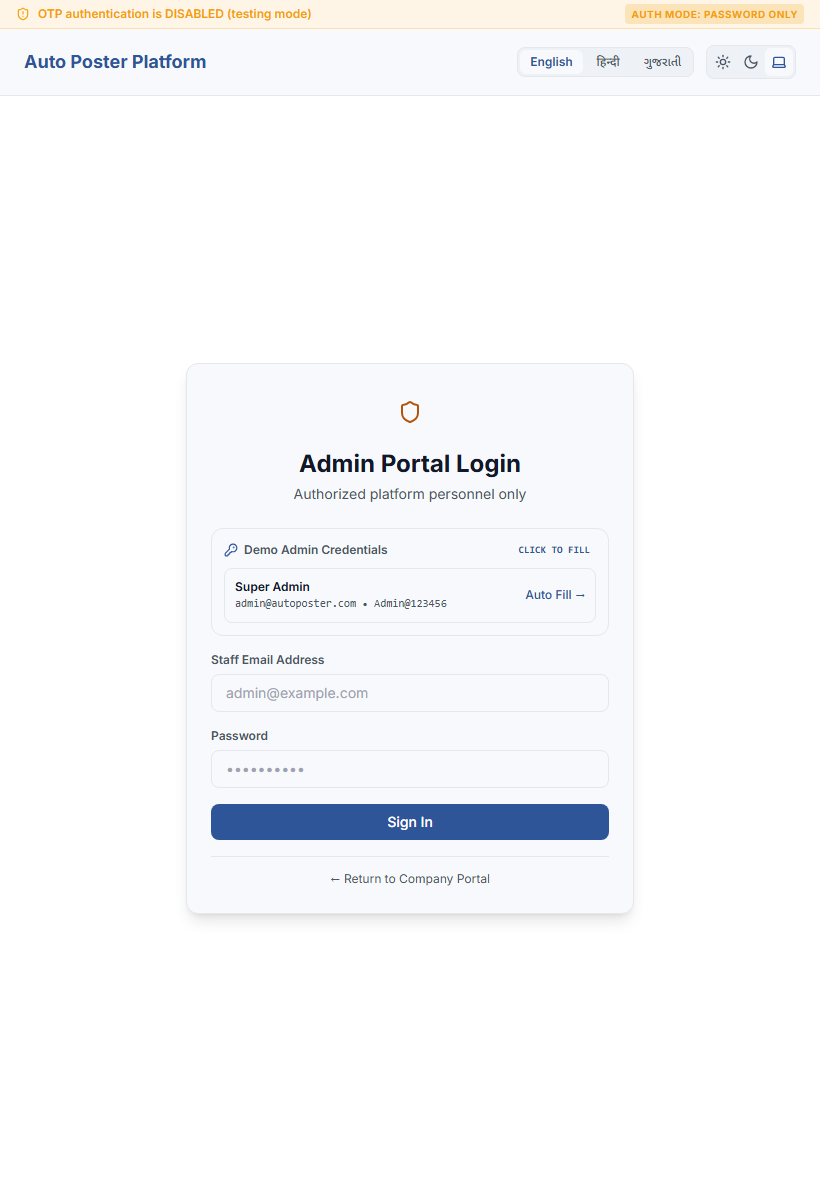 OTP authentication is DISABLED (testing mode)
AUTH MODE: PASSWORD ONLY
Auto Poster Platform
English
हिन्दी
ગુજરાતી
Admin Portal Login
Authorized platform personnel only
Demo Admin Credentials
CLICK TO FILL
Super Admin
admin@autoposter.com • Admin@123456
Auto Fill →
Staff Email Address
admin@example.com
Password
••••••••••
Sign In
← Return to Company Portal